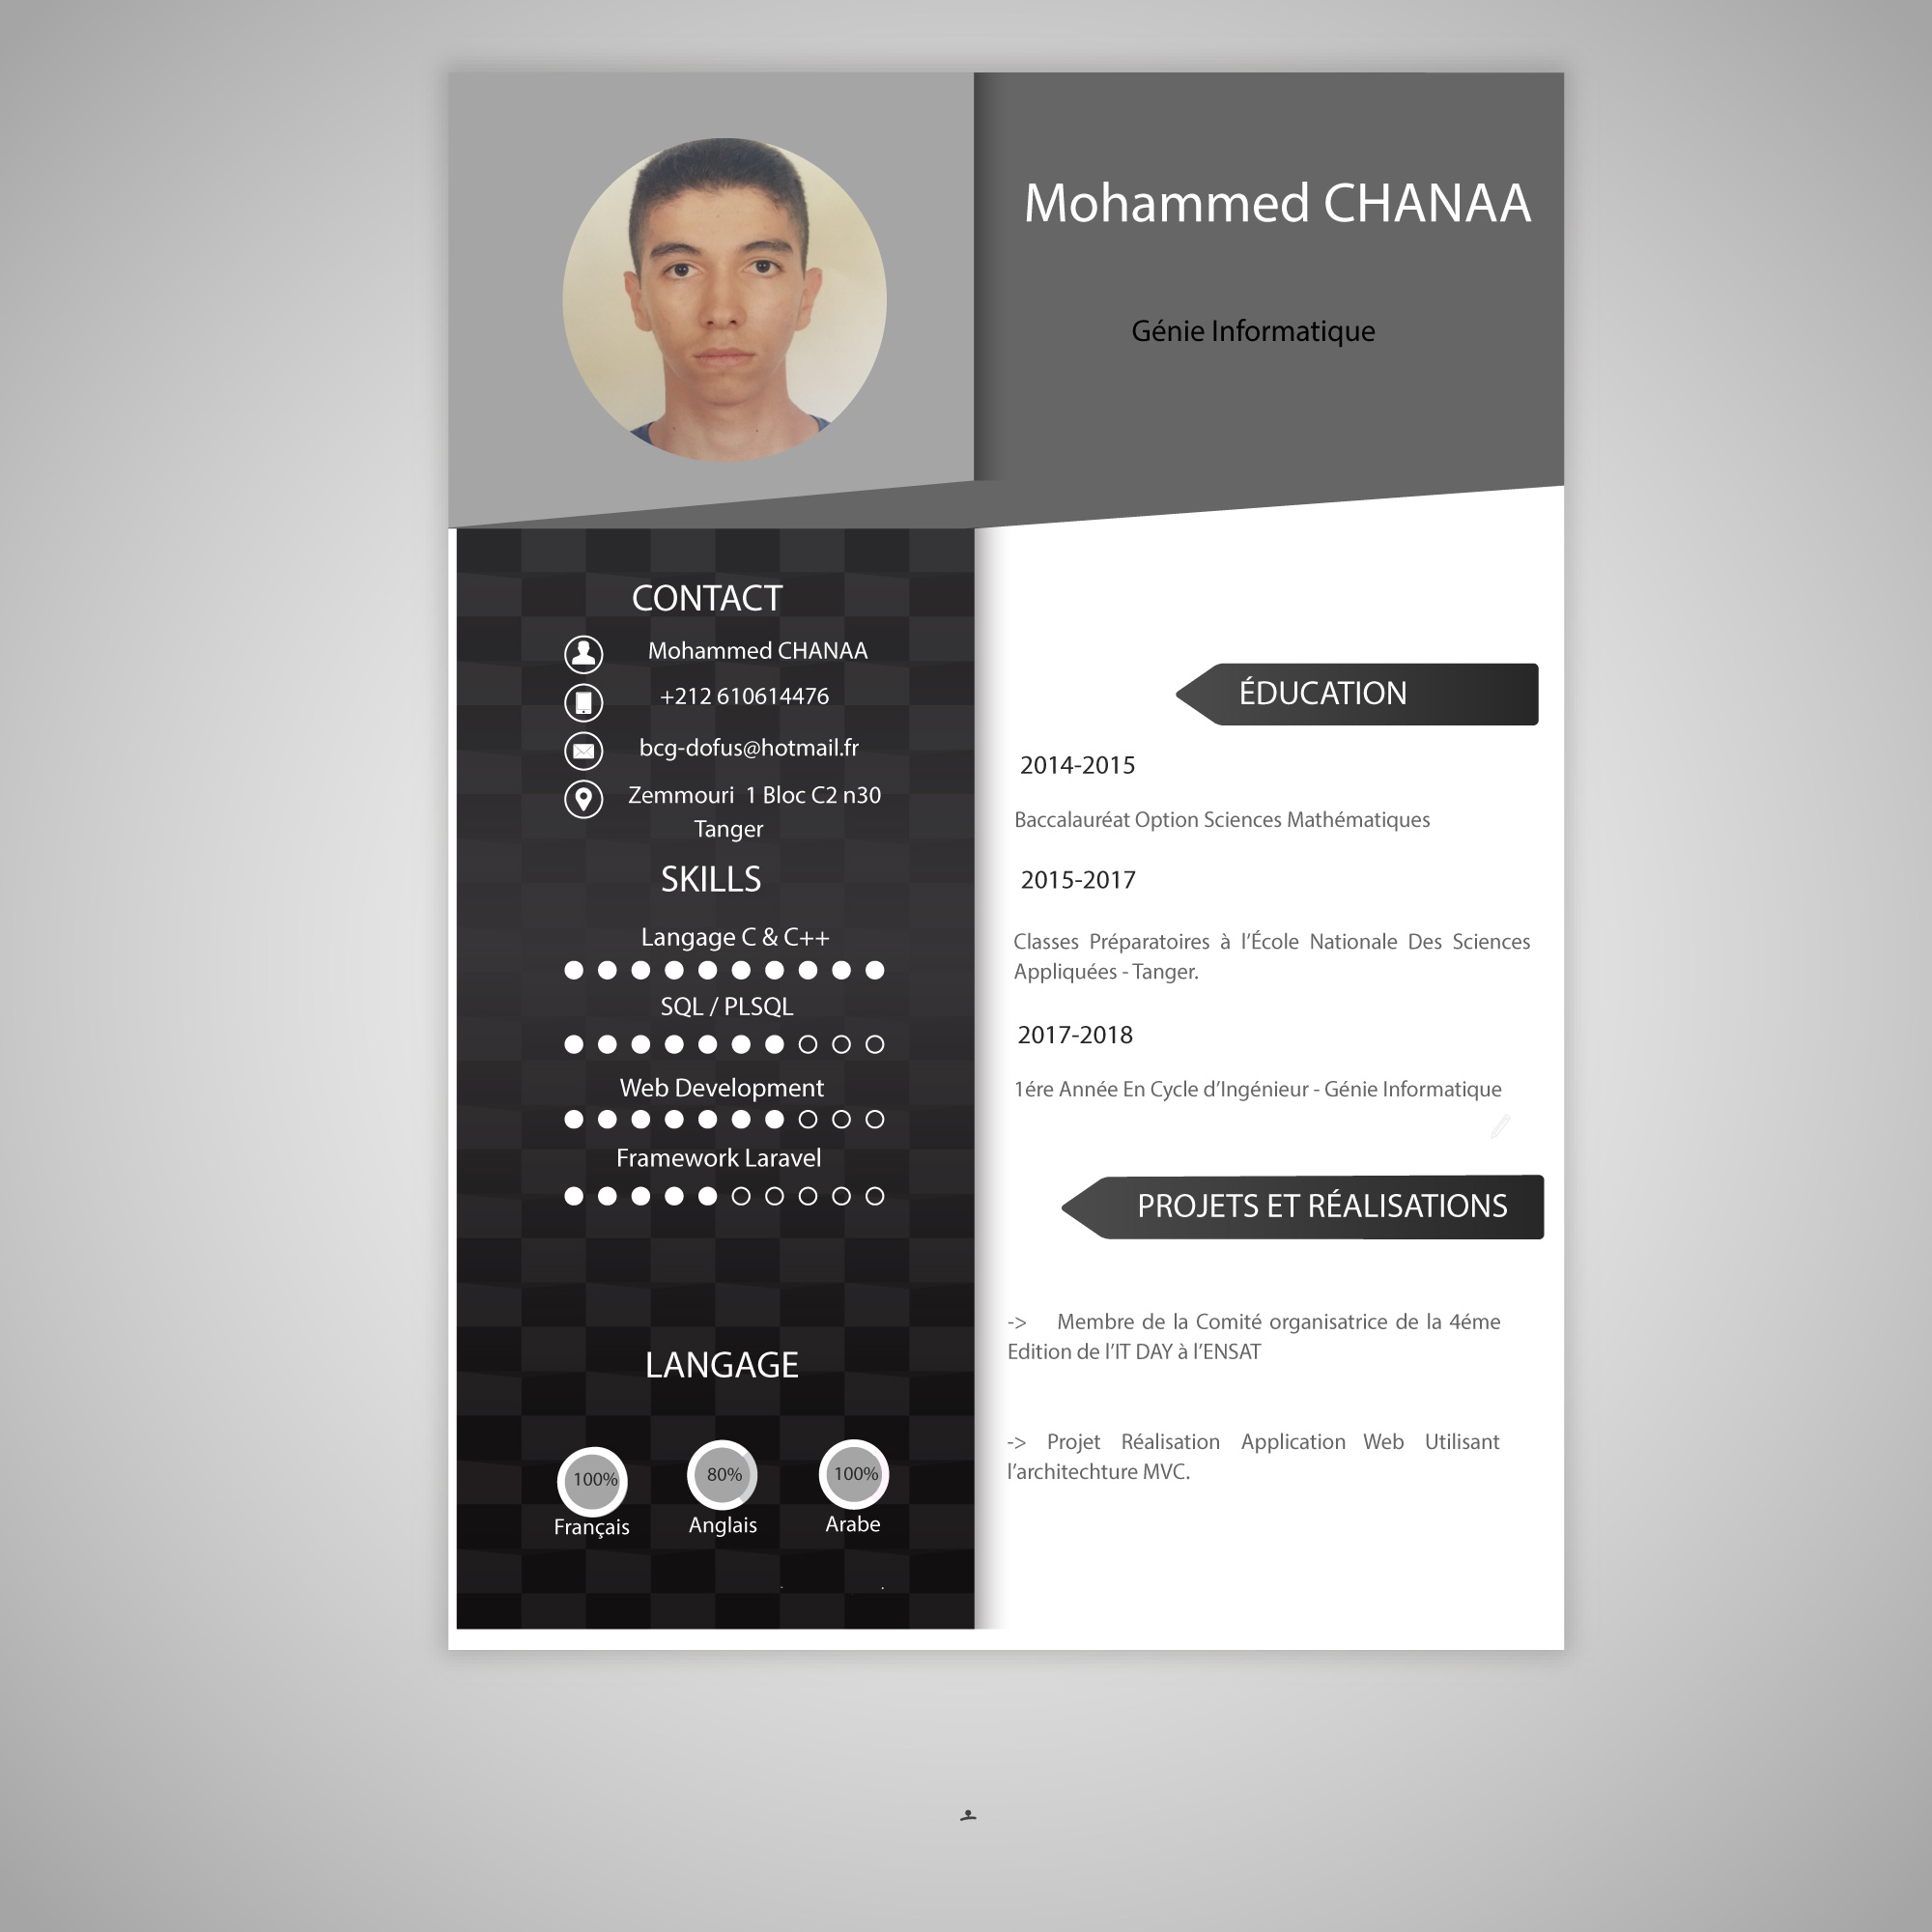 Mohammed CHANAA
Génie Informatique
CONTACT
Mohammed CHANAA
+212 610614476
bcg-dofus@hotmail.fr
Zemmouri 1 Bloc C2 n30
Tanger
SKILLS
Langage C & C++
SQL / PLSQL
Web Development
Framework Laravel
LANGAGE
100%
Français
80%
Anglais
100%
Arabe
ÉDUCATION
2014-2015
Baccalauréat Option Sciences Mathématiques
2015-2017
Classes Préparatoires à l’École Nationale Des Sciences
Appliquées - Tanger.
2017-2018
1ére Année En Cycle d’Ingénieur - Génie Informatique
PROJETS ET RÉALISATIONS
-> Membre de la Comité organisatrice de la 4éme
Edition de l’IT DAY à l’ENSAT
-> Projet Réalisation Application Web Utilisant
l’architechture MVC.